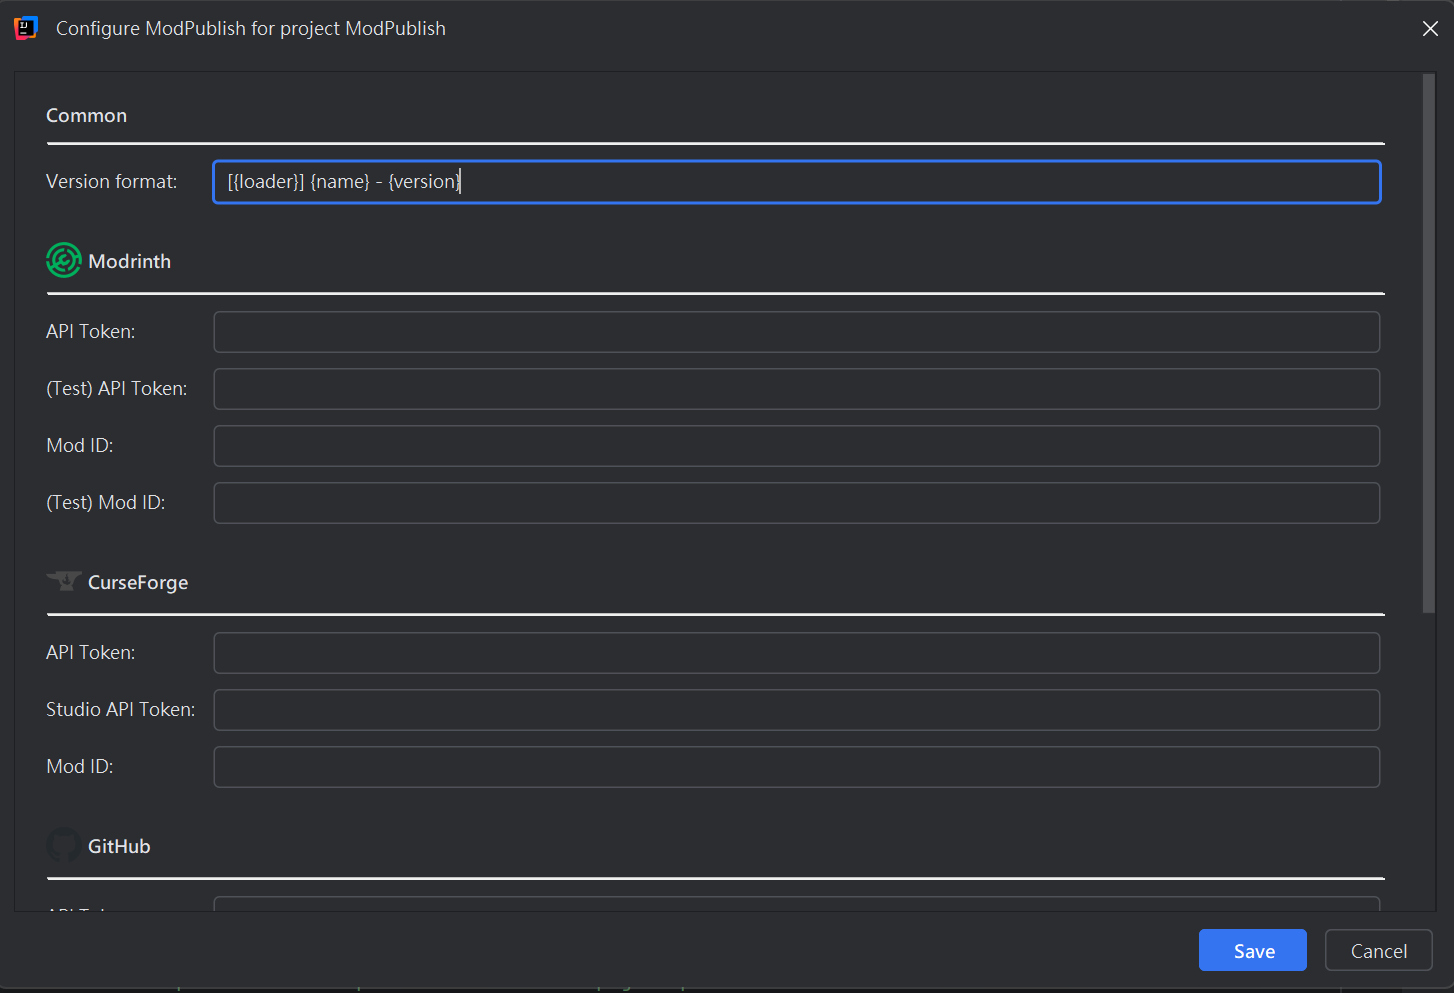 Configure ModPublish for project ModPublish
Common
Version format: [{loader}] {name} - {version}
Modrinth
API Token:
(Test) API Token:
Mod ID:
(Test) Mod ID:
CurseForge
API Token:
Studio API Token:
Mod ID:
GitHub
Save Cancel